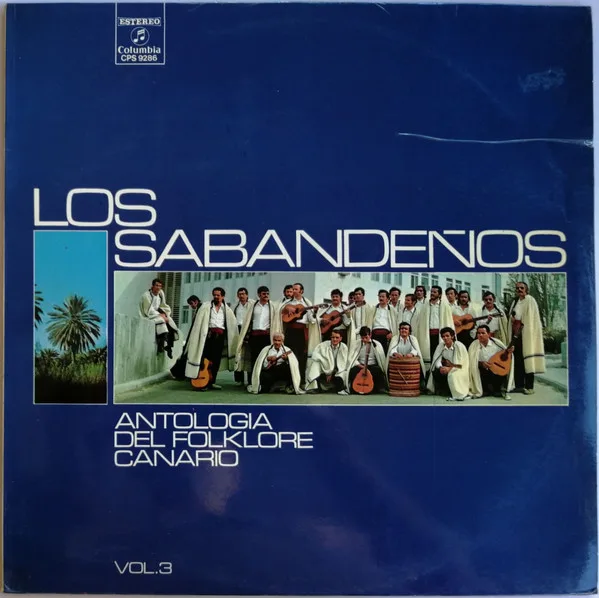 ESTEREO
Columbia
CPS 9286
LOS
SABANDEÑOS
ANTOLOGIA
DEL FOLKLORE
CANARIO
VOL.3